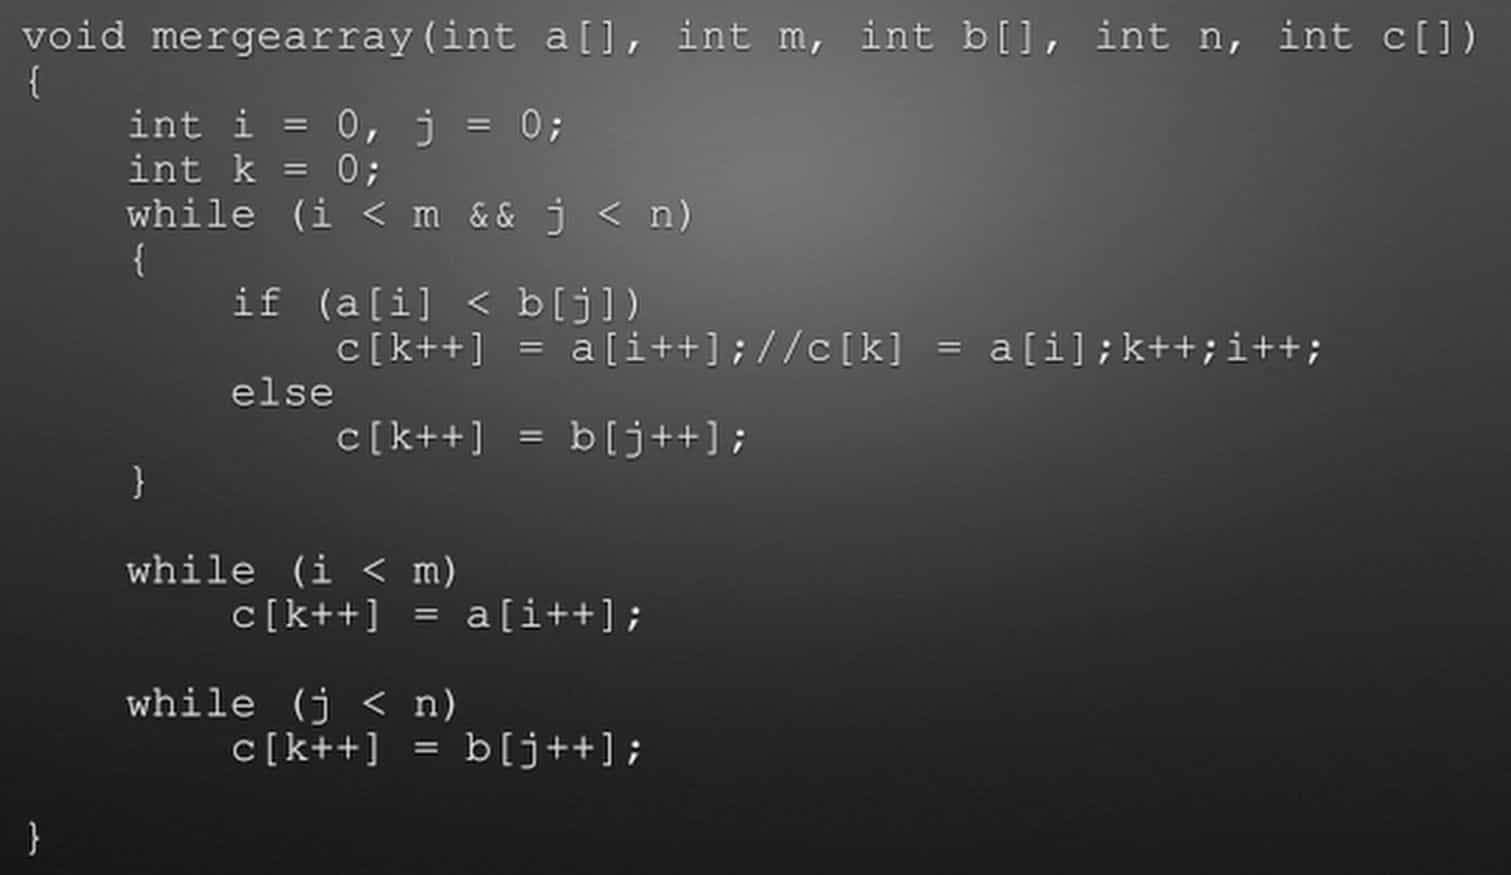 void mergearray(int a[], int m, int b[], int n, int c[])
{
    int i = 0, j = 0;
    int k = 0;
    while (i < m && j < n)
    {
        if (a[i] < b[j])
            c[k++] = a[i++];//c[k] = a[i];k++;i++;
        else
            c[k++] = b[j++];
    }

    while (i < m)
        c[k++] = a[i++];

    while (j < n)
        c[k++] = b[j++];

}